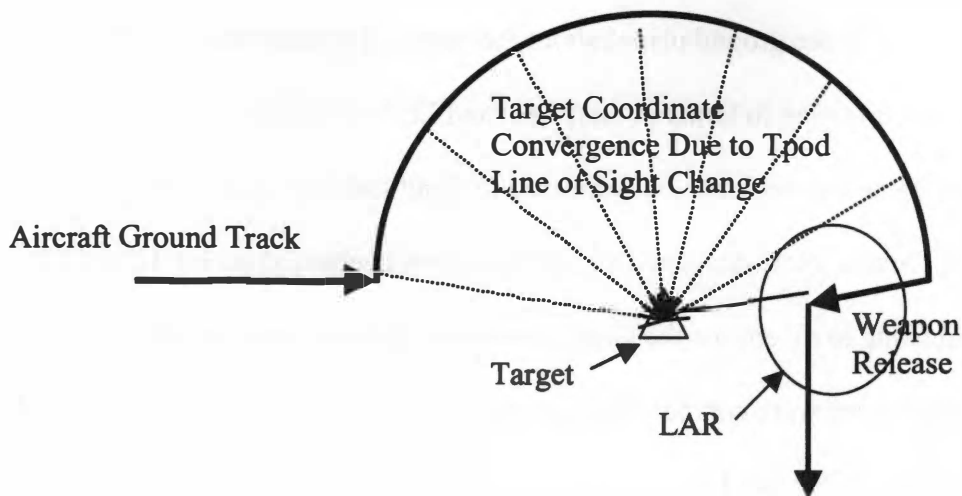 Target Coordinate
Convergence Due to Tpod
Line of Sight Change
Aircraft Ground Track
Weapon
Release
Target
LAR